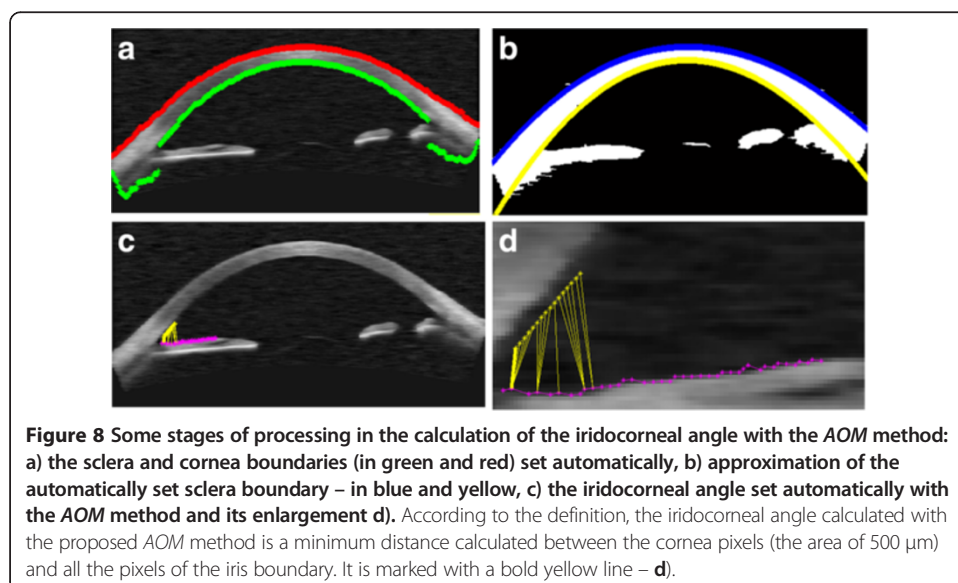 a
b
c
d
Figure 8 Some stages of processing in the calculation of the iridocorneal angle with the AOM method:
a) the sclera and cornea boundaries (in green and red) set automatically, b) approximation of the
automatically set sclera boundary – in blue and yellow, c) the iridocorneal angle set automatically with
the AOM method and its enlargement d). According to the definition, the iridocorneal angle calculated with
the proposed AOM method is a minimum distance calculated between the cornea pixels (the area of 500 μm)
and all the pixels of the iris boundary. It is marked with a bold yellow line – d).